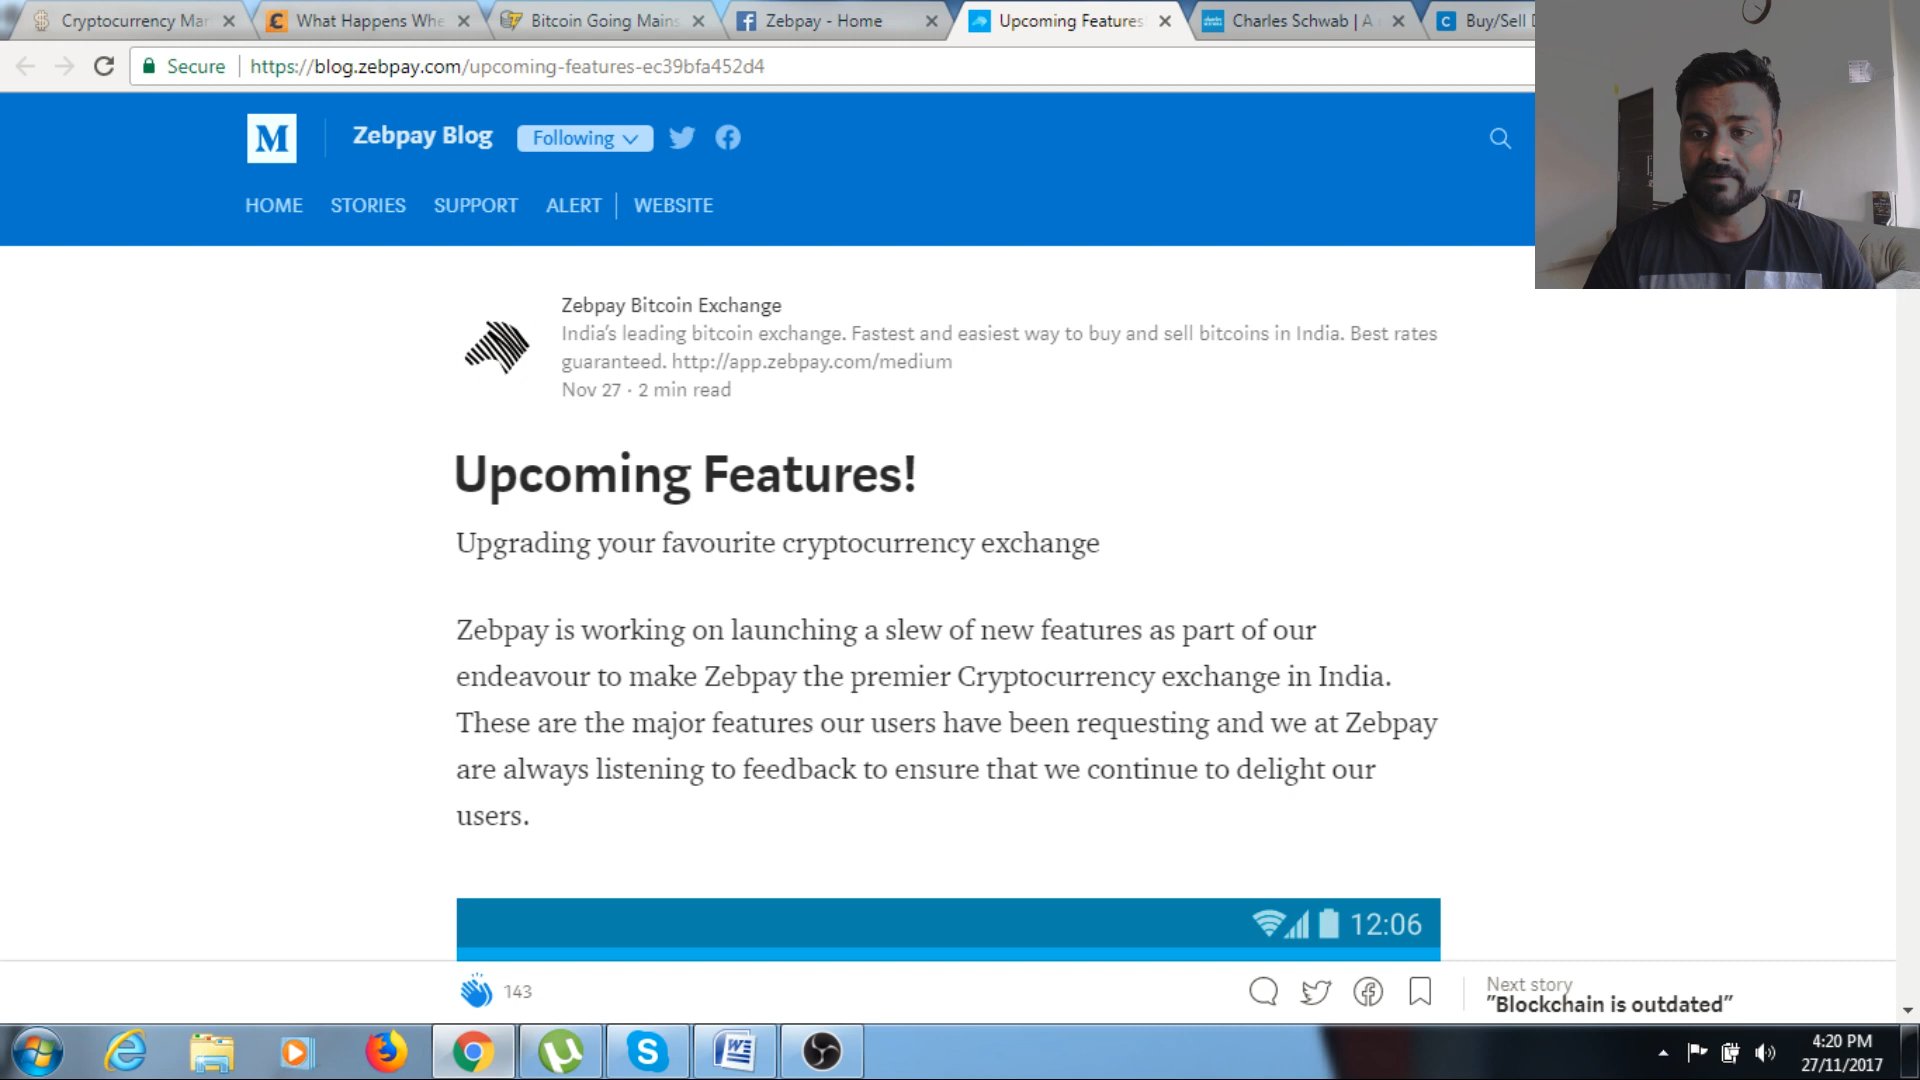 Cryptocurrency Mar
What Happens Whe
Bitcoin Going Mains
Zebpay - Home
Upcoming Features
Charles Schwab | A
Buy/Sell
Secure
https://blog.zebpay.com/upcoming-features-ec39bfa452d4
M
Zebpay Blog
Following
HOME STORIES SUPPORT ALERT WEBSITE
Zebpay Bitcoin Exchange
India's leading bitcoin exchange. Fastest and easiest way to buy and sell bitcoins in India. Best rates
guaranteed. http://app.zebpay.com/medium
Nov 27 · 2 min read
Upcoming Features!
Upgrading your favourite cryptocurrency exchange
Zebpay is working on launching a slew of new features as part of our
endeavour to make Zebpay the premier Cryptocurrency exchange in India.
These are the major features our users have been requesting and we at Zebpay
are always listening to feedback to ensure that we continue to delight our
users.
12:06
143
Next story
"Blockchain is outdated"
4:20 PM
27/11/2017